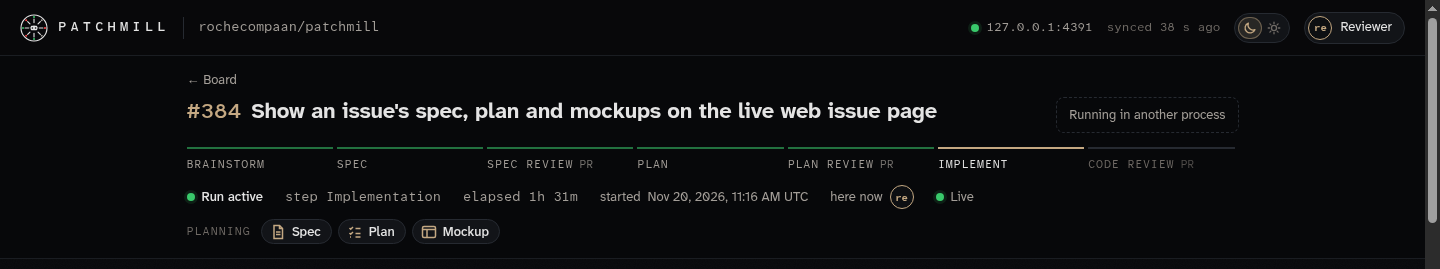 PATCHMILL rochecompaan/patchmill 127.0.0.1:4391 synced 38 s ago re Reviewer
← Board
#384 Show an issue's spec, plan and mockups on the live web issue page Running in another process
BRAINSTORM SPEC SPEC REVIEW PR PLAN PLAN REVIEW PR IMPLEMENT CODE REVIEW PR
Run active step Implementation elapsed 1h 31m started Nov 20, 2026, 11:16 AM UTC here now re Live
PLANNING Spec Plan Mockup